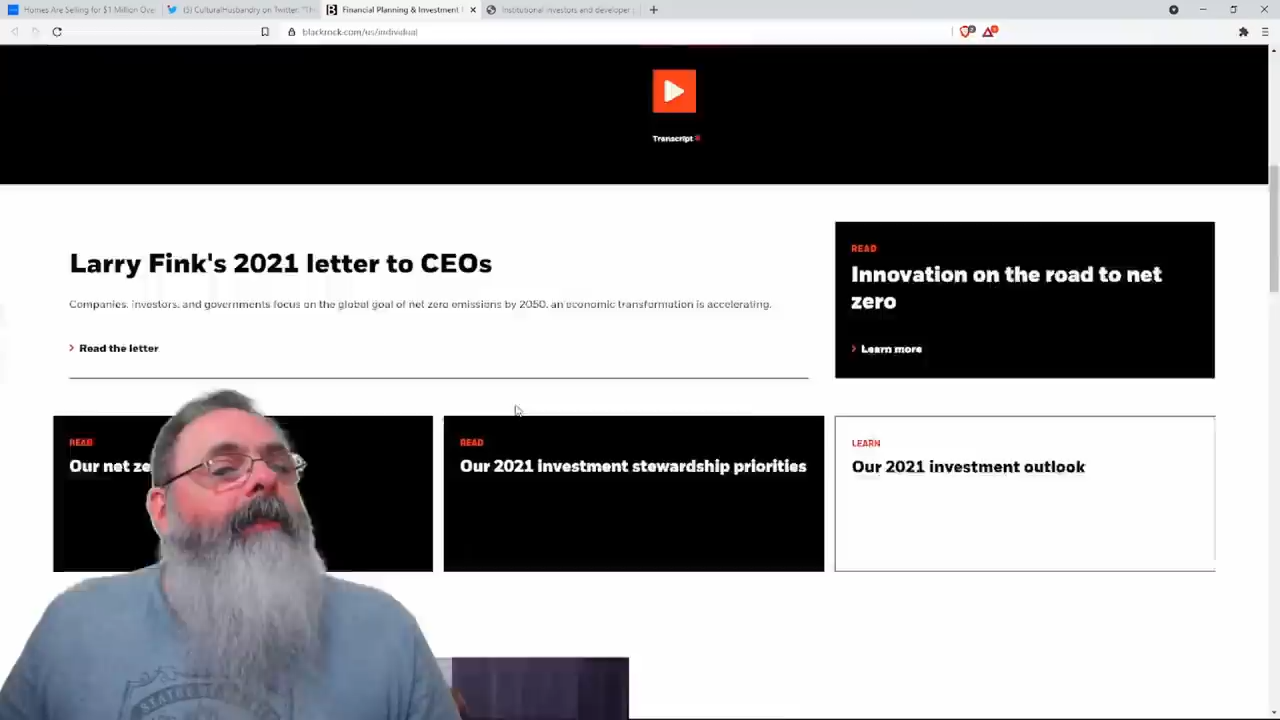 Homes Are Selling for $1 Million Ove
(5) CulturalHusbandry on Twitter: "Th
Financial Planning & Investment
Institutional investors and developer
blackrock.com/us/individual
Transcript
Larry Fink's 2021 letter to CEOs
Companies, investors, and governments focus on the global goal of net zero emissions by 2050, an economic transformation is accelerating.
Read the letter
READ
Innovation on the road to net
zero
Learn more
READ
Our net ze
READ
Our 2021 investment stewardship priorities
LEARN
Our 2021 investment outlook